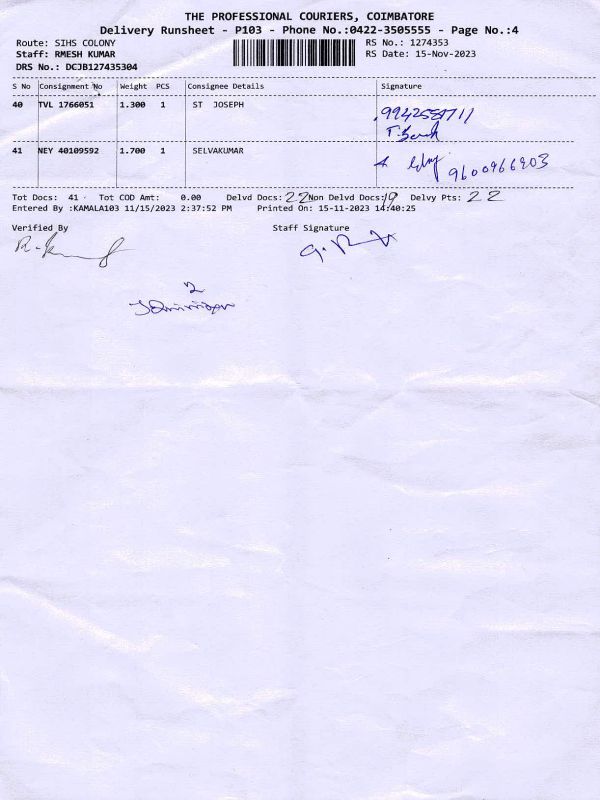 THE PROFESSIONAL COURIERS, COIMBATORE
Delivery Runsheet - P103 - Phone No.:0422-3505555 - Page No.:4
Route: SIHS COLONY
RS No.: 1274353
Staff: RMESH KUMAR
RS Date: 15-Nov-2023
DRS No.: DCJB127435304
S No Consignment No Weight PCS Consignee Details Signature
40 TVL 1766051 1.300 1 ST JOSEPH
41 NEY 40109592 1.700 1 SELVAKUMAR 9600966903
Tot Docs: 41 Tot COD Amt: 0.00 Delvd Docs: 22 Non Delvd Docs: 19 Delvy Pts: 22
Entered By :KAMALA103 11/15/2023 2:37:52 PM Printed On: 15-11-2023 14:40:25
Verified By Staff Signature